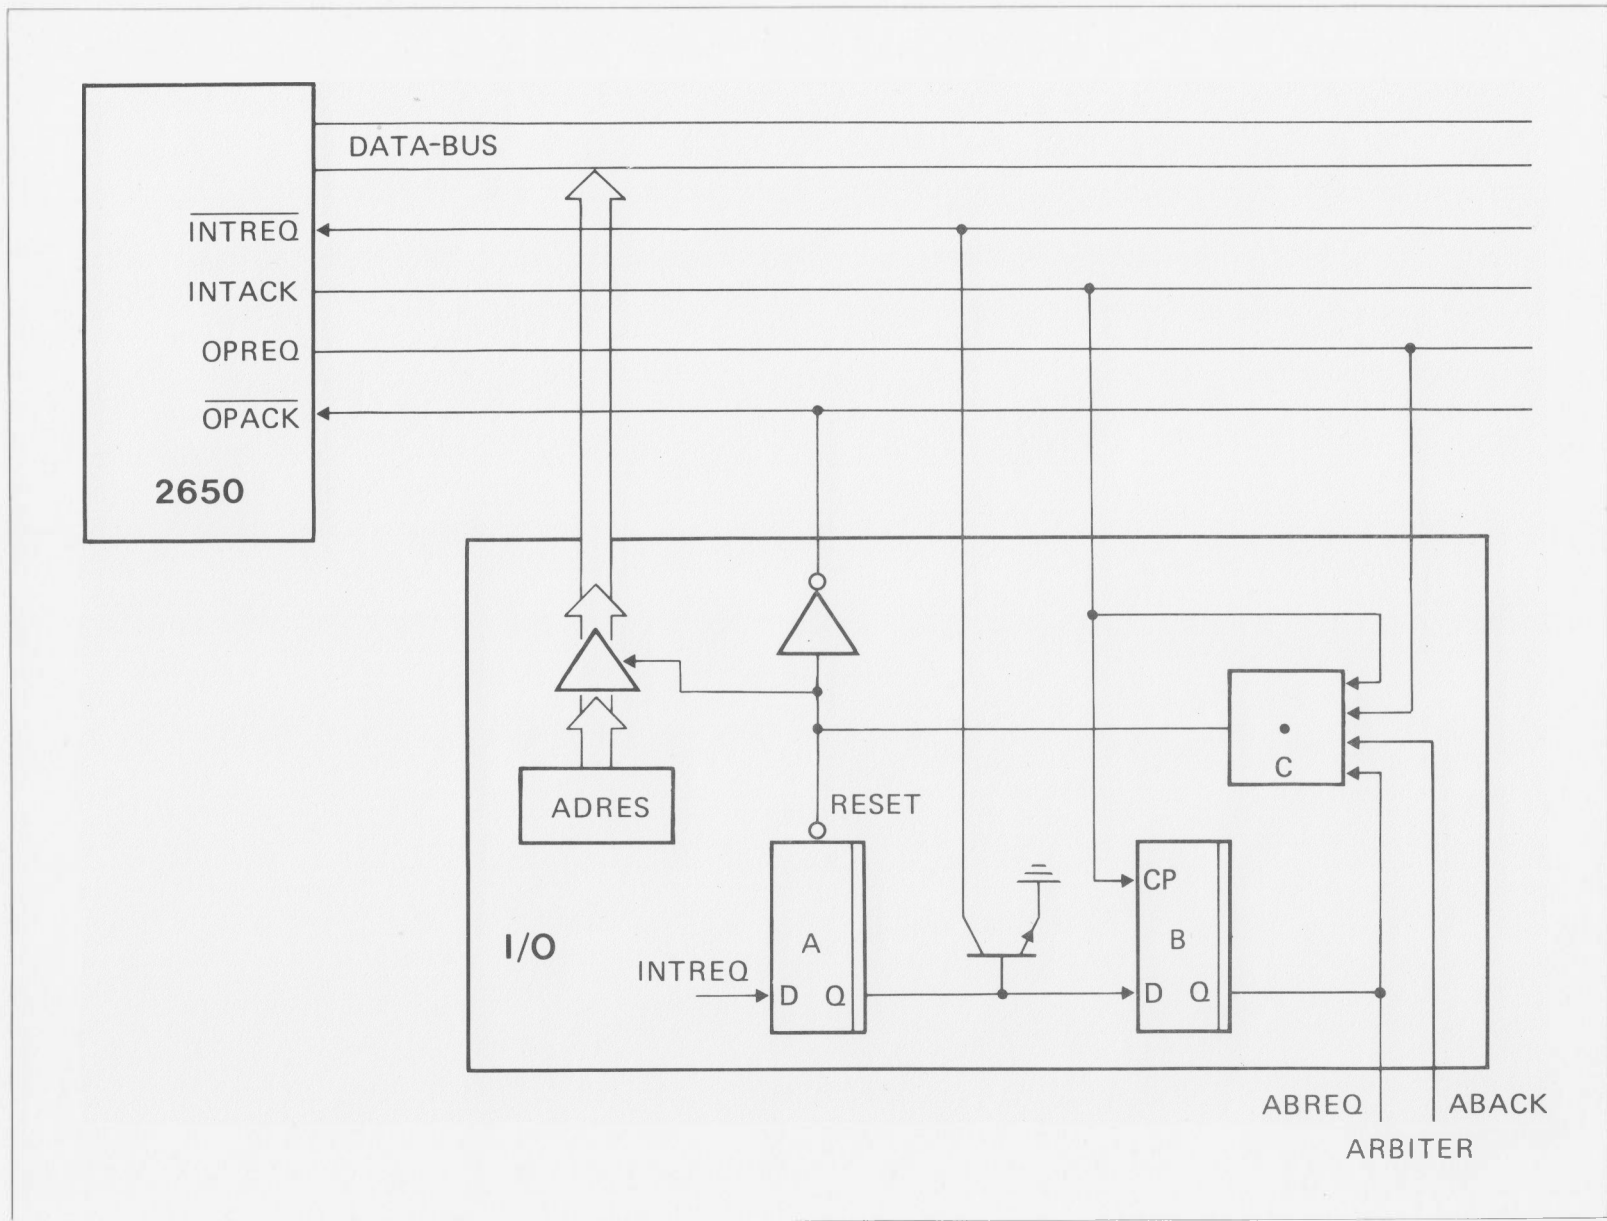 DATA-BUS
INTREQ
INTACK
OPREQ
OPACK
2650
C
ADRES
RESET
CP
A
B
I/O
INTREQ
D Q
D Q
ABREQ
ABACK
ARBITER